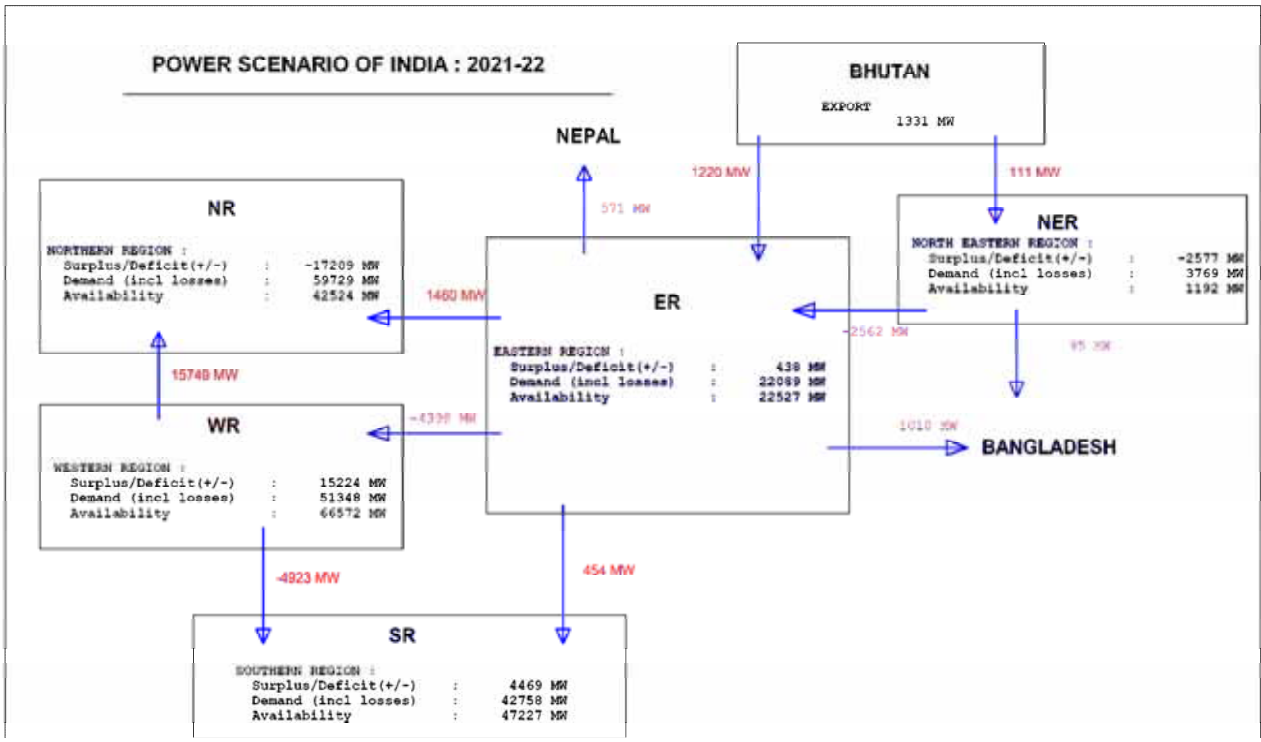 POWER SCENARIO OF INDIA : 2021-22
BHUTAN
EXPORT
1331 MW
NEPAL
1220 MW
111 MW
571 MW
NR
NORTHERN REGION :
Surplus/Deficit(+/-) : -17209 MW
Demand (incl losses) : 59729 MW
Availability : 42524 MW
NER
NORTH EASTERN REGION :
Surplus/Deficit(+/-) : -2577 MW
Demand (incl losses) : 3769 MW
Availability : 1192 MW
1460 MW
ER
-2562 MW
95 MW
EASTERN REGION :
Surplus/Deficit(+/-) : 438 MW
Demand (incl losses) : 22089 MW
Availability : 22527 MW
15749 MW
WR
MW
1010 MW
BANGLADESH
WESTERN REGION :
Surplus/Deficit(+/-) : 15224 MW
Demand (incl losses) : 51348 MW
Availability : 66572 MW
-4923 MW
454 MW
SR
SOUTHERN REGION :
Surplus/Deficit(+/-) : 4469 MW
Demand (incl losses) : 42758 MW
Availability : 47227 MW